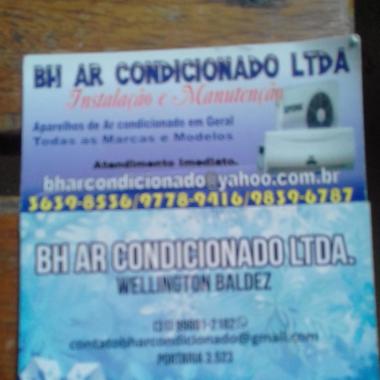 BH AR CONDICIONADO LTDA
Instalação e Manutenção
Aparelhos de Ar condicionado em Geral
Todas as Marcas e Modelos
Atendimento Imediato.
bharcondicionado@yahoo.com.br
3639-8536/9778-9416/9839-6787
BH AR CONDICIONADO LTDA.
WELLINGTON BALDEZ
contatobharcondicionado@gmail.com
PORTARIA 3.523